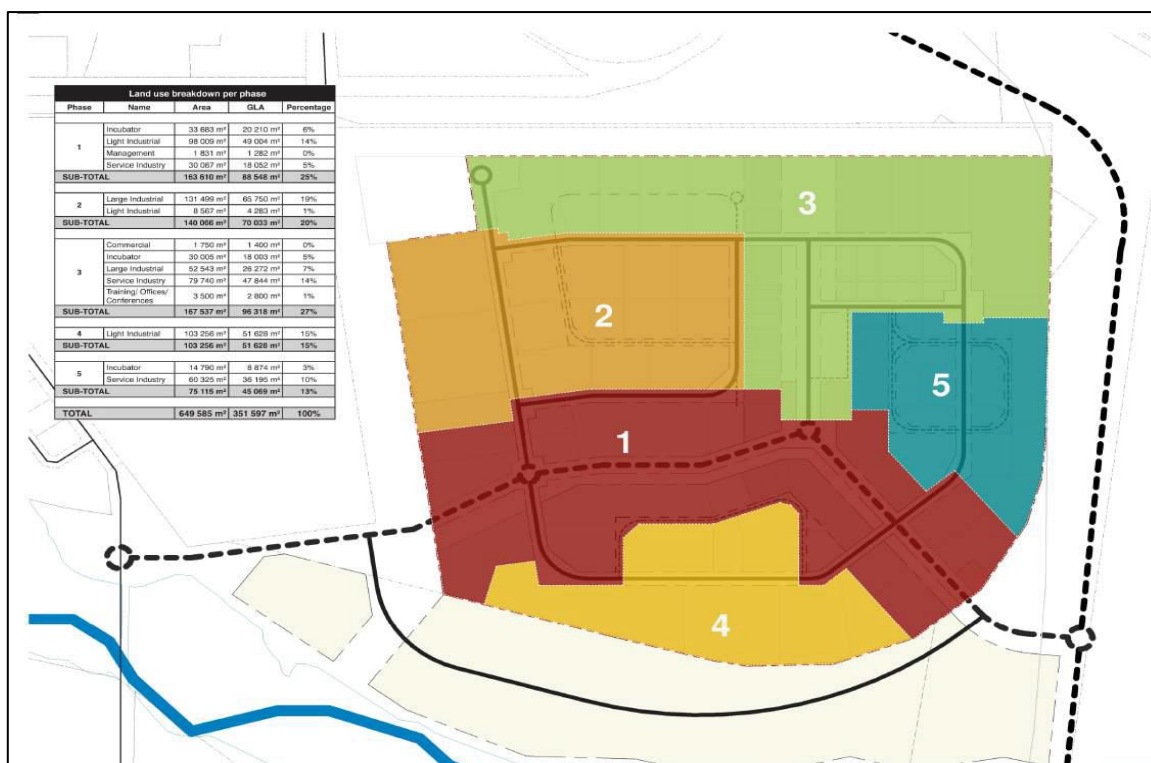 Land use breakdown per phase
Phase Name Area GLA Percentage
1
Incubator 33 683 m² 20 210 m² 6%
Light Industrial 98 009 m² 49 004 m² 14%
Management 1 831 m² 1 282 m² 0%
Service Industry 30 087 m² 18 052 m² 5%
SUB-TOTAL 163 610 m² 88 548 m² 25%
2
Large Industrial 131 499 m² 65 750 m² 19%
Light Industrial 8 567 m² 4 283 m² 1%
SUB-TOTAL 140 066 m² 70 033 m² 20%
3
Commercial 1 750 m² 1 400 m² 0%
Incubator 30 005 m² 18 003 m² 5%
Large Industrial 52 543 m² 26 272 m² 7%
Service Industry 79 740 m² 47 844 m² 14%
Training/ Offices/
Conferences 3 500 m² 2 800 m² 1%
SUB-TOTAL 167 537 m² 96 318 m² 27%
4 Light Industrial 103 256 m² 51 628 m² 15%
SUB-TOTAL 103 256 m² 51 628 m² 15%
5
Incubator 14 790 m² 8 874 m² 3%
Service Industry 60 325 m² 36 195 m² 10%
SUB-TOTAL 75 115 m² 45 069 m² 13%
TOTAL 649 585 m² 351 597 m² 100%
3
2
5
1
4